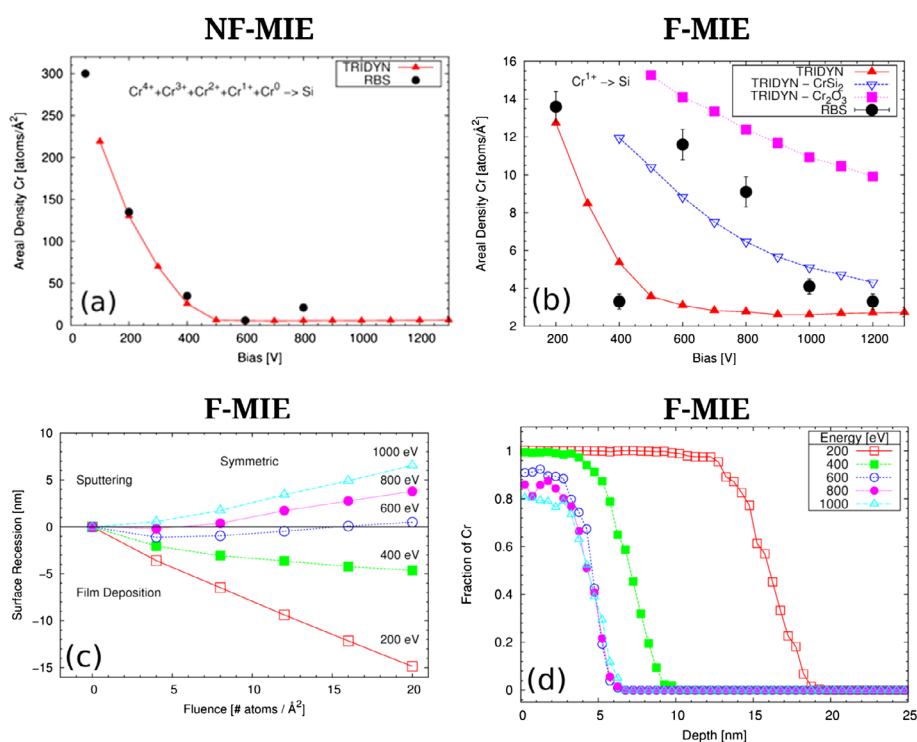 NF-MIE
F-MIE
300
250
200
150
100
50
0
Areal Density Cr [atoms/Å²]
TRIDYN
RBS
Cr⁴⁺+Cr³⁺+Cr²⁺+Cr¹⁺+Cr⁰ –> Si
(a)
0 200 400 600 800 1000 1200
Bias [V]
16
14
12
10
8
6
4
2
Areal Density Cr [atoms/Å²]
Cr¹⁺ –> Si
TRIDYN
TRIDYN – CrSi₂
TRIDYN – Cr₂O₃
RBS
(b)
200 400 600 800 1000 1200
Bias [V]
F-MIE
F-MIE
10
5
0
−5
−10
−15
Surface Recession [nm]
Sputtering
Symmetric
1000 eV
800 eV
600 eV
400 eV
Film Deposition
200 eV
(c)
0 5 10 15 20
Fluence [# atoms / Å²]
1
0.8
0.6
0.4
0.2
0
Fraction of Cr
Energy [eV]
200
400
600
800
1000
(d)
0 5 10 15 20 25
Depth [nm]